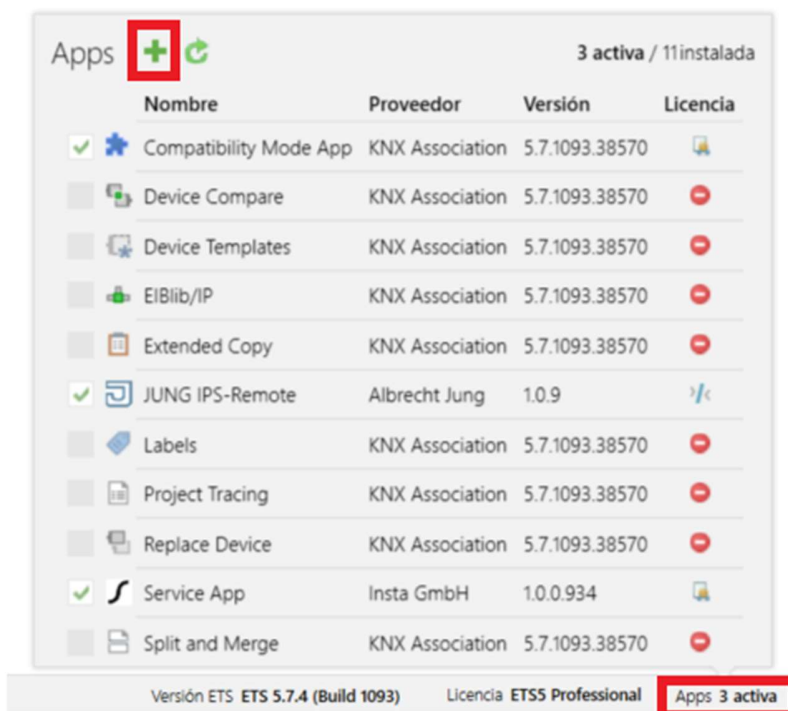 Apps 3 activa / 11 instalada
Nombre Proveedor Versión Licencia
Compatibility Mode App KNX Association 5.7.1093.38570
Device Compare KNX Association 5.7.1093.38570
Device Templates KNX Association 5.7.1093.38570
EIBlib/IP KNX Association 5.7.1093.38570
Extended Copy KNX Association 5.7.1093.38570
JUNG IPS-Remote Albrecht Jung 1.0.9
Labels KNX Association 5.7.1093.38570
Project Tracing KNX Association 5.7.1093.38570
Replace Device KNX Association 5.7.1093.38570
Service App Insta GmbH 1.0.0.934
Split and Merge KNX Association 5.7.1093.38570
Versión ETS ETS 5.7.4 (Build 1093) Licencia ETS5 Professional Apps 3 activa